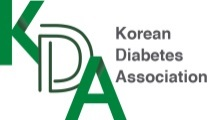 KDA
Korean
Diabetes
Association